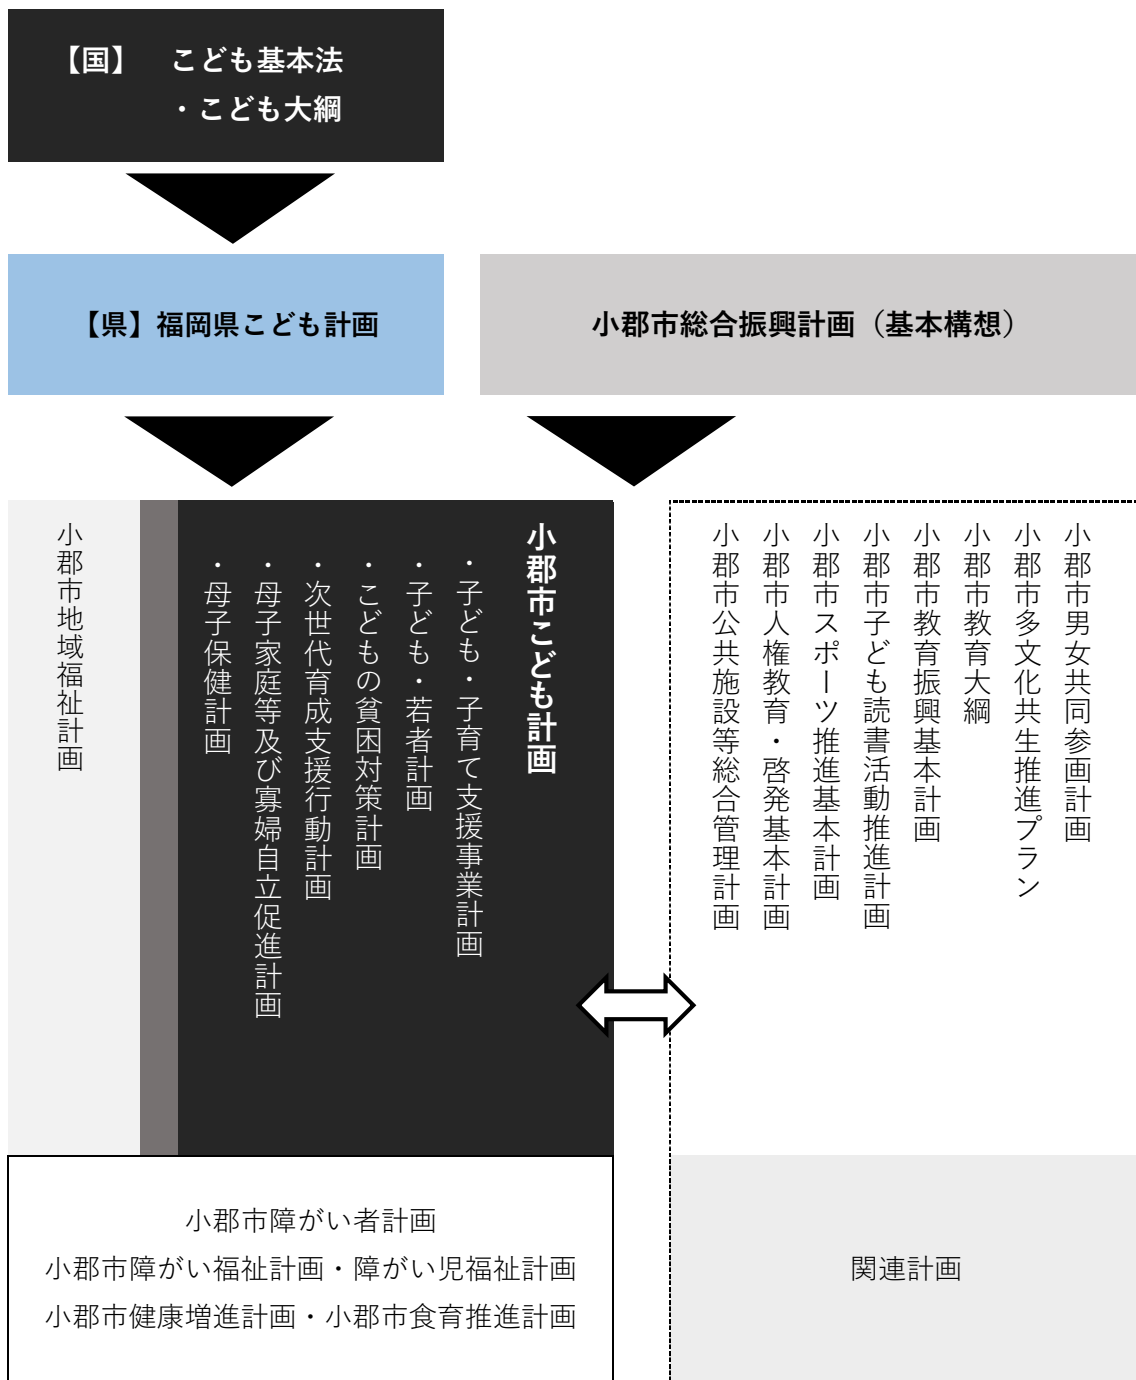 【国】　こども基本法
・こども大綱
【県】福岡県こども計画
小郡市総合振興計画（基本構想）
小郡市こども計画
・子ども・子育て支援事業計画
・子ども・若者計画
・こどもの貧困対策計画
・次世代育成支援行動計画
・母子家庭等及び寡婦自立促進計画
・母子保健計画
小郡市地域福祉計画
小郡市男女共同参画計画
小郡市多文化共生推進プラン
小郡市教育大綱
小郡市教育振興基本計画
小郡市子ども読書活動推進計画
小郡市スポーツ推進基本計画
小郡市人権教育・啓発基本計画
小郡市公共施設等総合管理計画
小郡市障がい者計画
小郡市障がい福祉計画・障がい児福祉計画
小郡市健康増進計画・小郡市食育推進計画
関連計画